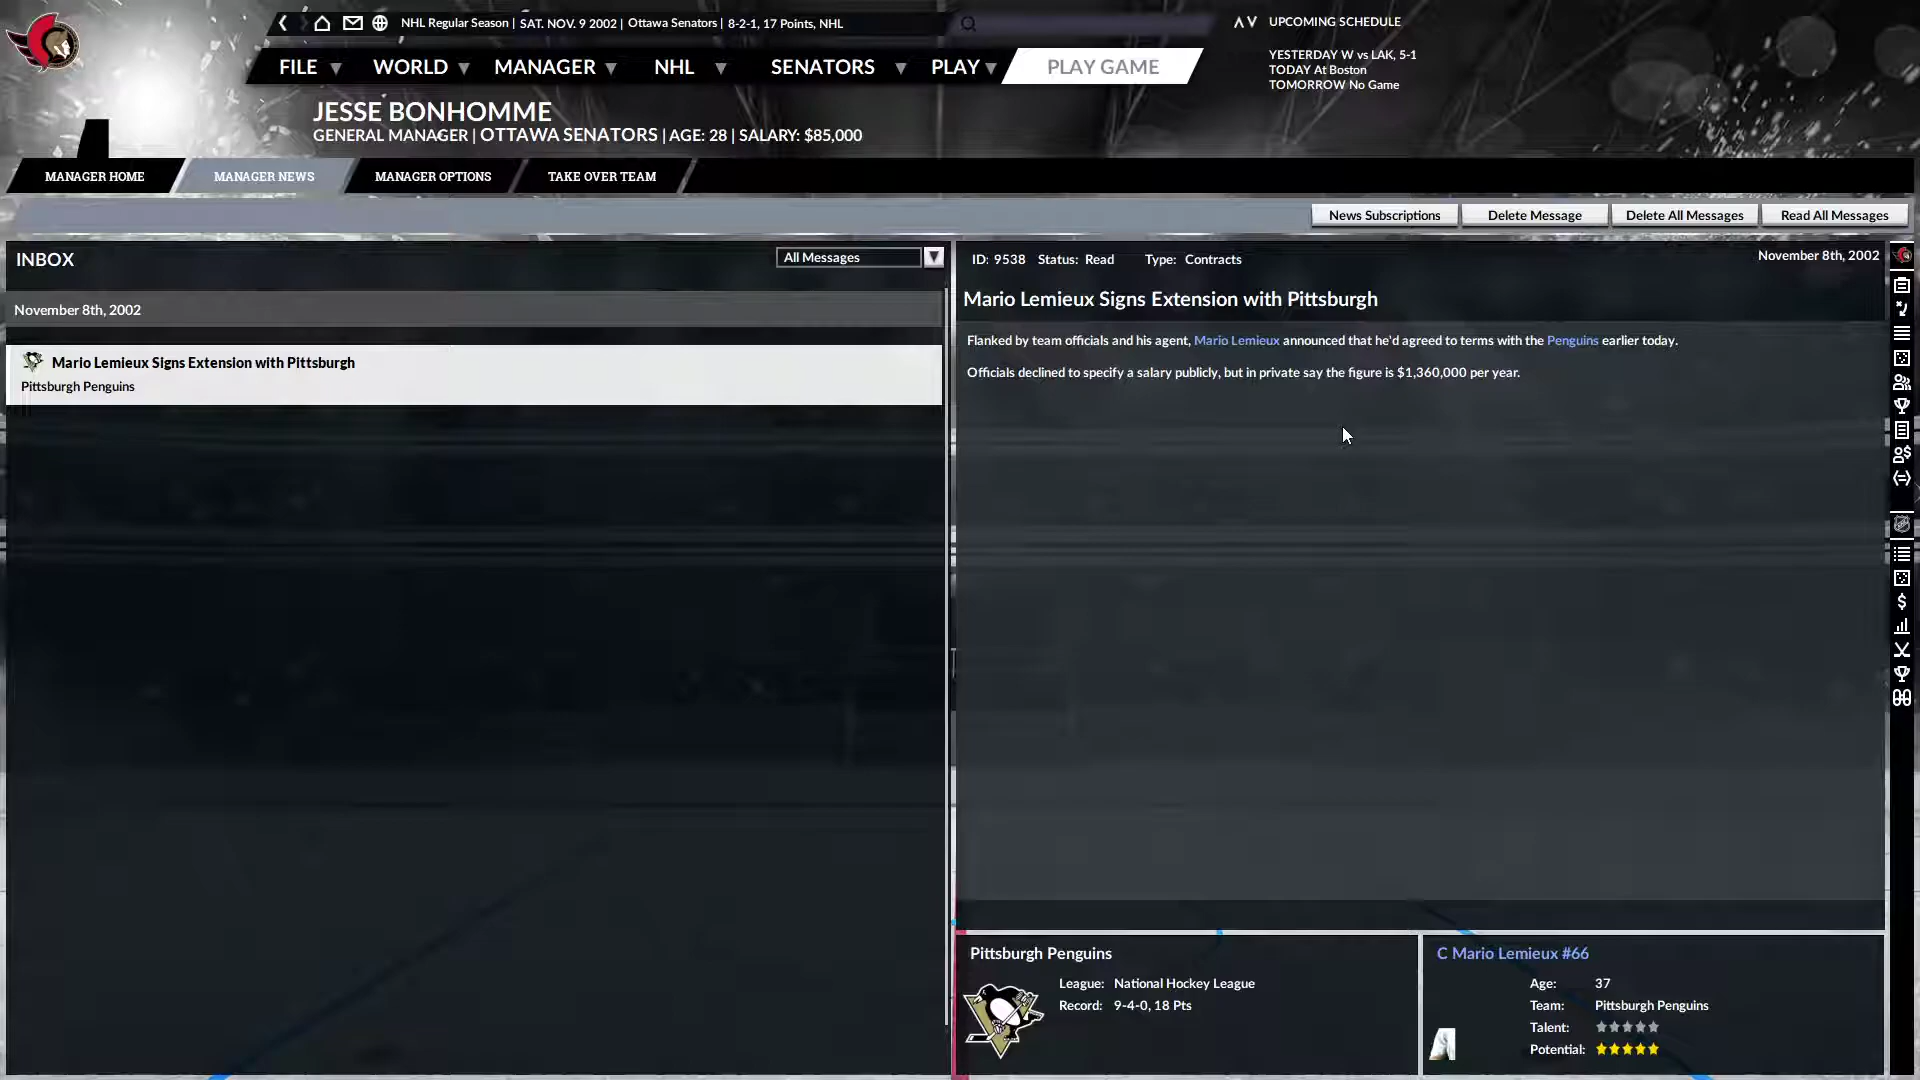 NHL Regular Season | SAT. NOV. 9 2002 | Ottawa Senators | 8-2-1, 17 Points, NHL
UPCOMING SCHEDULE
YESTERDAY W vs LAK, 5-1
TODAY At Boston
TOMORROW No Game
FILE WORLD MANAGER NHL SENATORS PLAY PLAY GAME
JESSE BONHOMME
GENERAL MANAGER | OTTAWA SENATORS | AGE: 28 | SALARY: $85,000
MANAGER HOME MANAGER NEWS MANAGER OPTIONS TAKE OVER TEAM
News Subscriptions Delete Message Delete All Messages Read All Messages
INBOX All Messages
November 8th, 2002
Mario Lemieux Signs Extension with Pittsburgh
Pittsburgh Penguins
ID: 9538 Status: Read Type: Contracts November 8th, 2002
Mario Lemieux Signs Extension with Pittsburgh
Flanked by team officials and his agent, Mario Lemieux announced that he'd agreed to terms with the Penguins earlier today.
Officials declined to specify a salary publicly, but in private say the figure is $1,360,000 per year.
Pittsburgh Penguins
League: National Hockey League
Record: 9-4-0, 18 Pts
C Mario Lemieux #66
Age: 37
Team: Pittsburgh Penguins
Talent:
Potential: